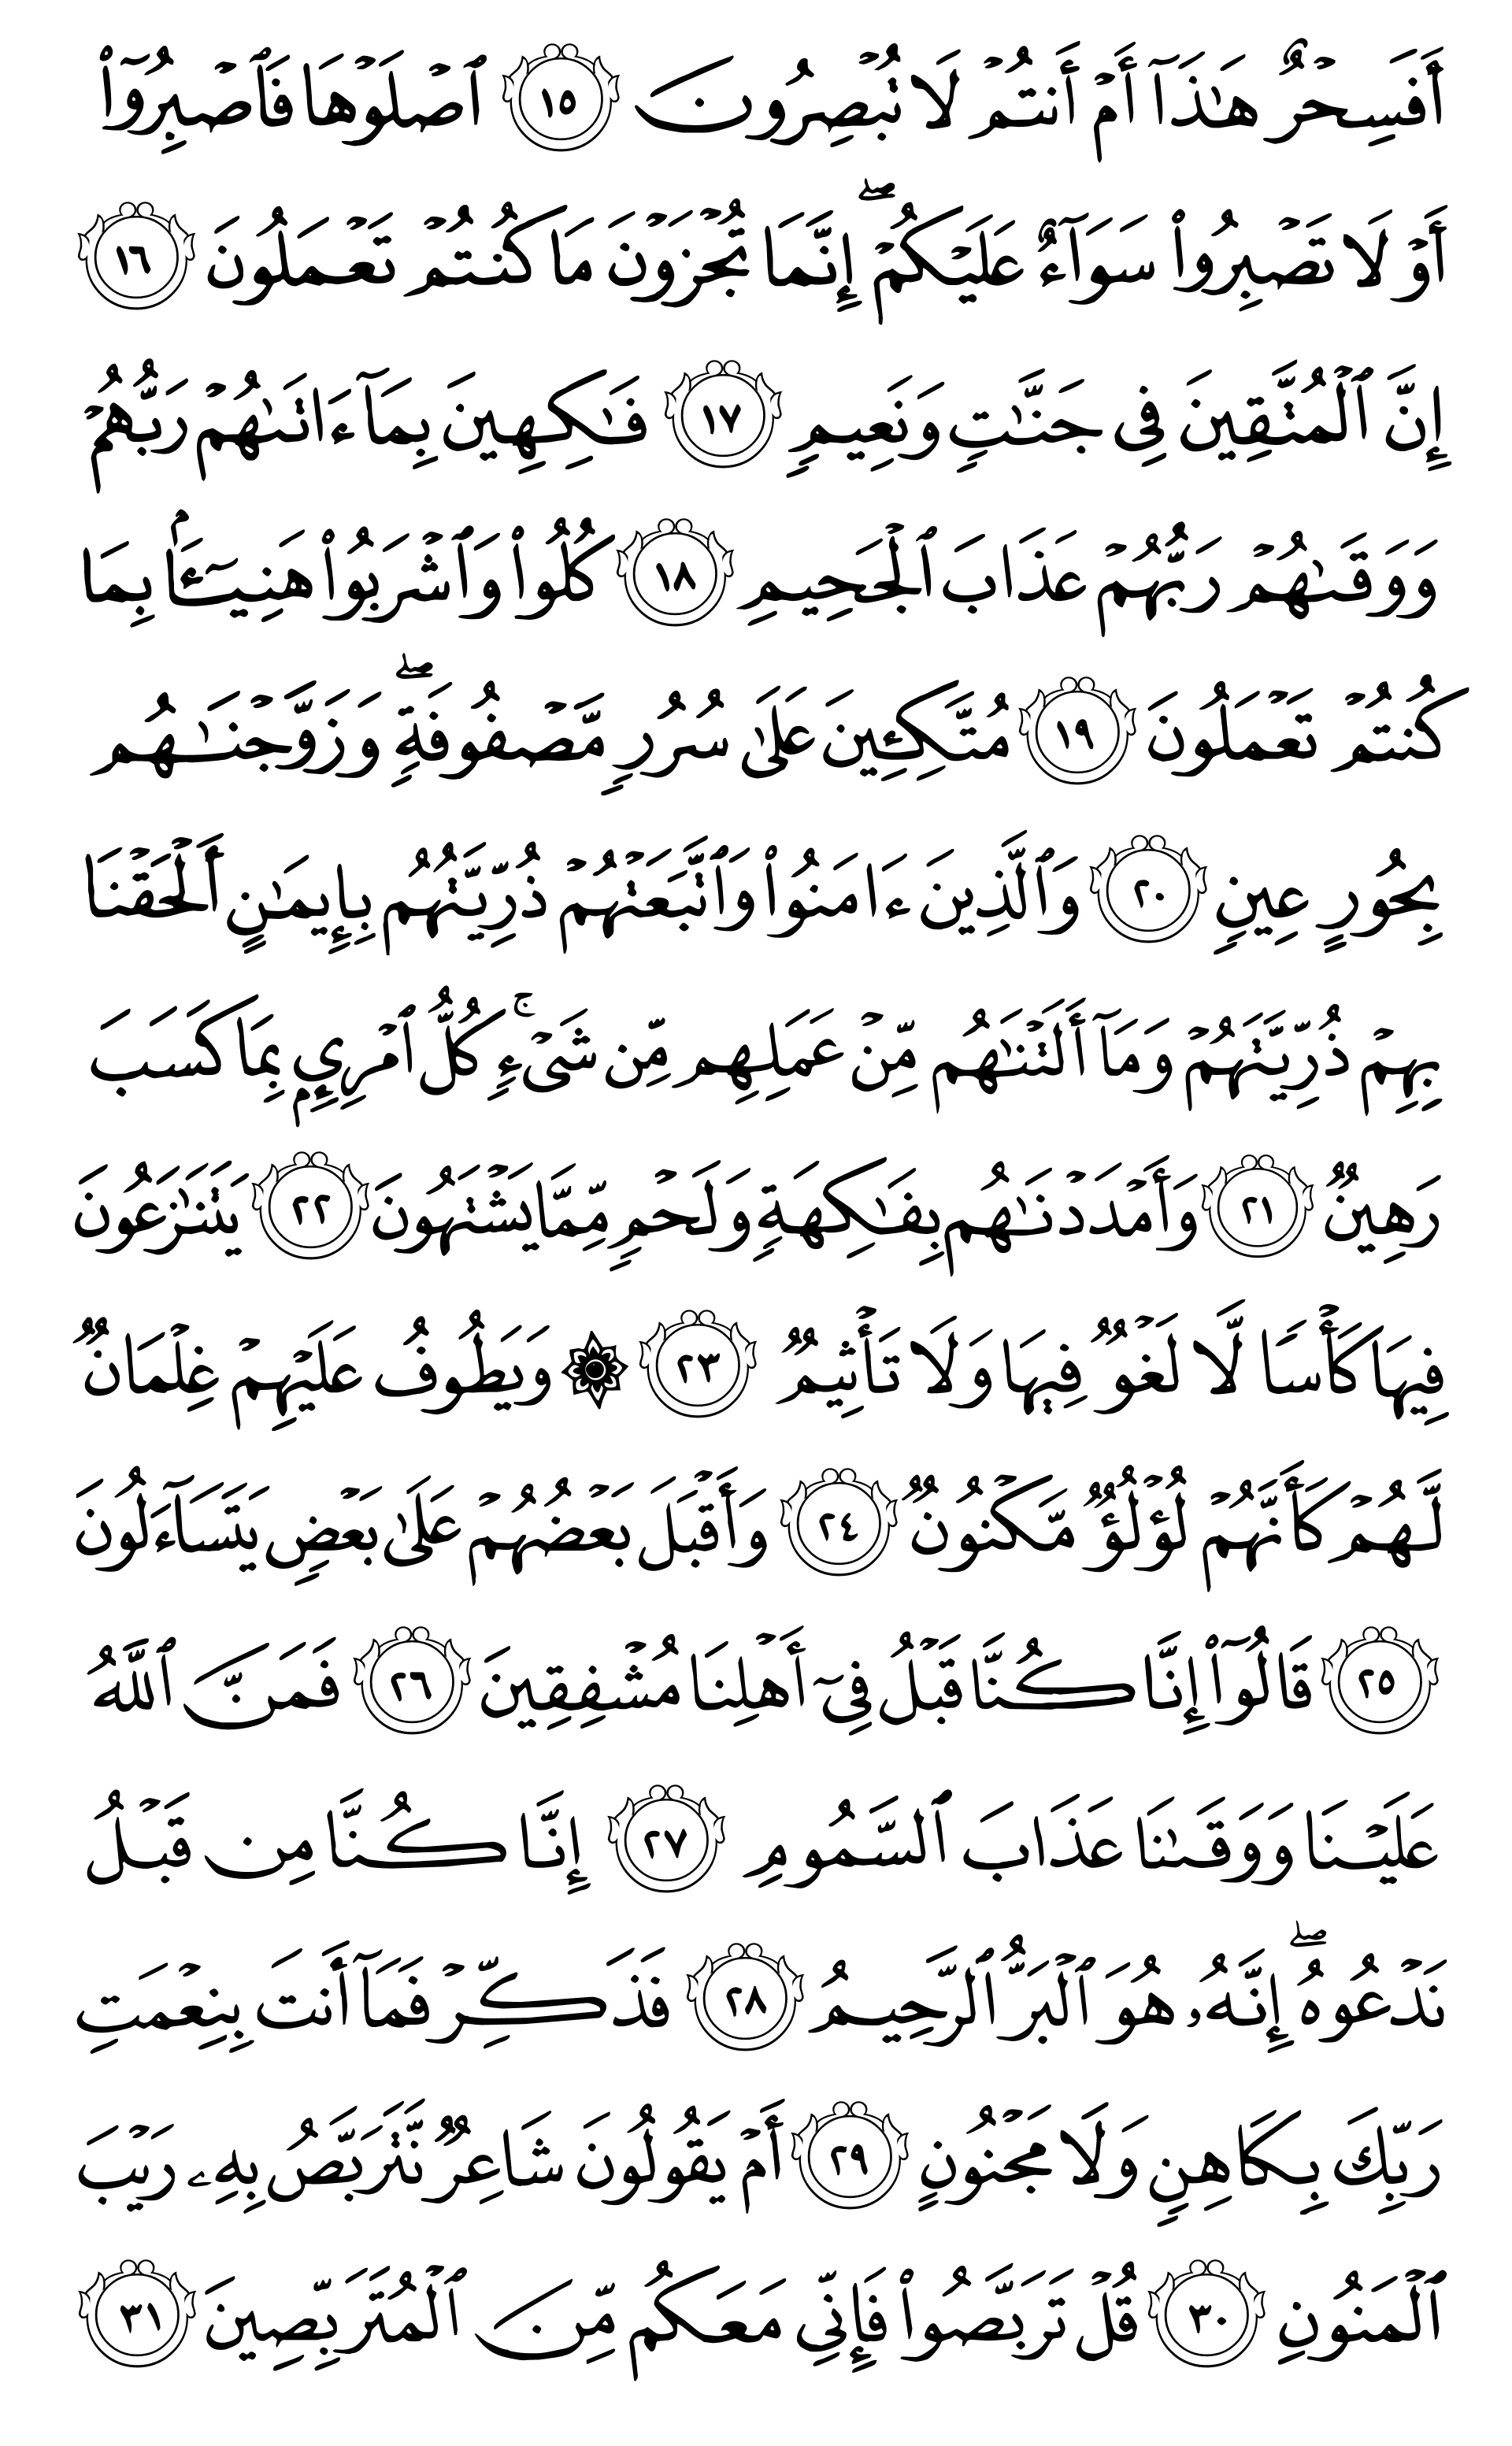 أَفَسِحۡرٌ هَٰذَآ أَمۡ أَنتُمۡ لَا تُبۡصِرُونَ ١٥ ٱصۡلَوۡهَا فَٱصۡبِرُوٓاْ
أَوۡ لَا تَصۡبِرُواْ سَوَآءٌ عَلَيۡكُمۡۖ إِنَّمَا تُجۡزَوۡنَ مَا كُنتُمۡ تَعۡمَلُونَ ١٦
إِنَّ ٱلۡمُتَّقِينَ فِي جَنَّٰتٖ وَنَعِيمٖ ١٧ فَٰكِهِينَ بِمَآ ءَاتَىٰهُمۡ رَبُّهُمۡ
وَوَقَىٰهُمۡ رَبُّهُمۡ عَذَابَ ٱلۡجَحِيمِ ١٨ كُلُواْ وَٱشۡرَبُواْ هَنِيٓـَٔۢا بِمَا
كُنتُمۡ تَعۡمَلُونَ ١٩ مُتَّكِـِٔينَ عَلَىٰ سُرُرٖ مَّصۡفُوفَةٖۖ وَزَوَّجۡنَٰهُم
بِحُورٍ عِينٖ ٢٠ وَٱلَّذِينَ ءَامَنُواْ وَٱتَّبَعَتۡهُمۡ ذُرِّيَّتُهُم بِإِيمَٰنٍ أَلۡحَقۡنَا
بِهِمۡ ذُرِّيَّتَهُمۡ وَمَآ أَلَتۡنَٰهُم مِّنۡ عَمَلِهِم مِّن شَيۡءٖۚ كُلُّ ٱمۡرِيِٕۭ بِمَا كَسَبَ
رَهِينٞ ٢١ وَأَمۡدَدۡنَٰهُم بِفَٰكِهَةٖ وَلَحۡمٖ مِّمَّا يَشۡتَهُونَ ٢٢ يَتَنَٰزَعُونَ
فِيهَا كَأۡسٗا لَّا لَغۡوٞ فِيهَا وَلَا تَأۡثِيمٞ ٢٣ ۞ وَيَطُوفُ عَلَيۡهِمۡ غِلۡمَانٞ
لَّهُمۡ كَأَنَّهُمۡ لُؤۡلُؤٞ مَّكۡنُونٞ ٢٤ وَأَقۡبَلَ بَعۡضُهُمۡ عَلَىٰ بَعۡضٖ يَتَسَآءَلُونَ
٢٥ قَالُوٓاْ إِنَّا كُنَّا قَبۡلُ فِيٓ أَهۡلِنَا مُشۡفِقِينَ ٢٦ فَمَنَّ ٱللَّهُ
عَلَيۡنَا وَوَقَىٰنَا عَذَابَ ٱلسَّمُومِ ٢٧ إِنَّا كُنَّا مِن قَبۡلُ
نَدۡعُوهُۖ إِنَّهُۥ هُوَ ٱلۡبَرُّ ٱلرَّحِيمُ ٢٨ فَذَكِّرۡ فَمَآ أَنتَ بِنِعۡمَتِ
رَبِّكَ بِكَاهِنٖ وَلَا مَجۡنُونٍ ٢٩ أَمۡ يَقُولُونَ شَاعِرٞ نَّتَرَبَّصُ بِهِۦ رَيۡبَ
ٱلۡمَنُونِ ٣٠ قُلۡ تَرَبَّصُواْ فَإِنِّي مَعَكُم مِّنَ ٱلۡمُتَرَبِّصِينَ ٣١